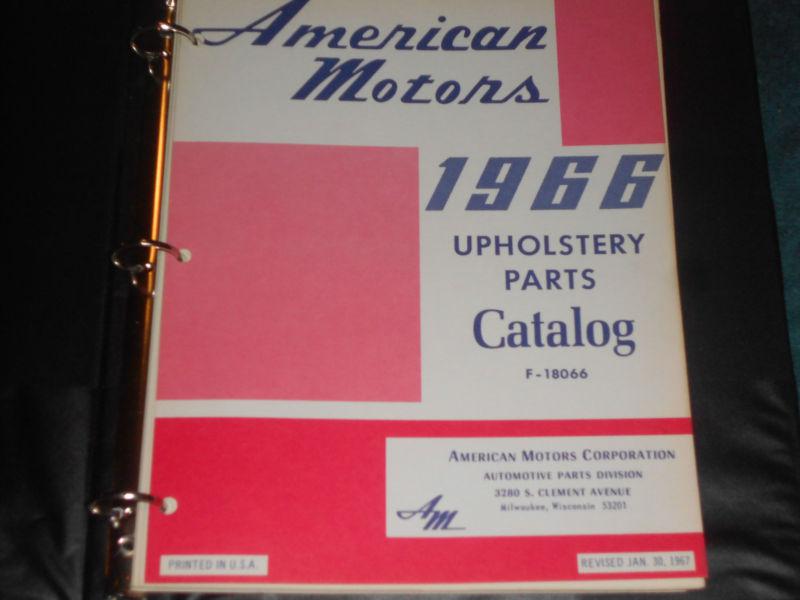 American
Motors
1966
UPHOLSTERY
PARTS
Catalog
F-18066
AMERICAN MOTORS CORPORATION
AUTOMOTIVE PARTS DIVISION
3280 S. CLEMENT AVENUE
Milwaukee, Wisconsin 53201
AM
PRINTED IN U.S.A.
REVISED JAN. 30, 1967